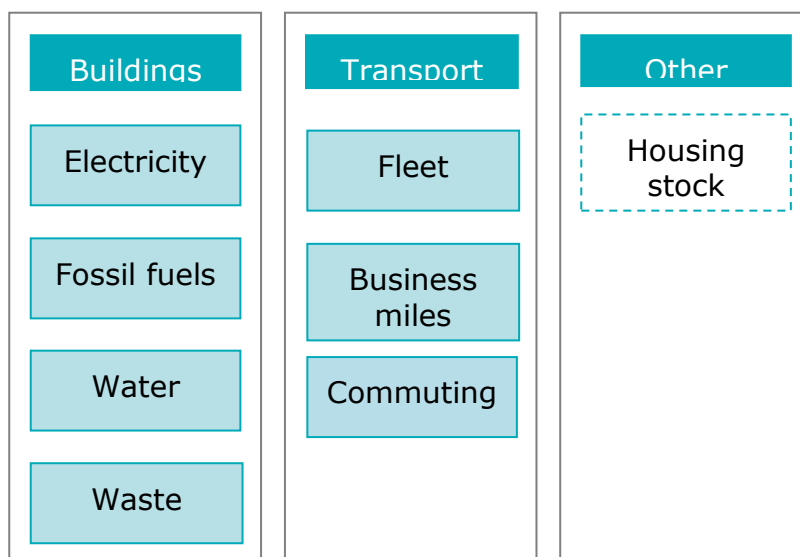 Buildings
Electricity
Fossil fuels
Water
Waste
Transport
Fleet
Business
miles
Commuting
Other
Housing
stock